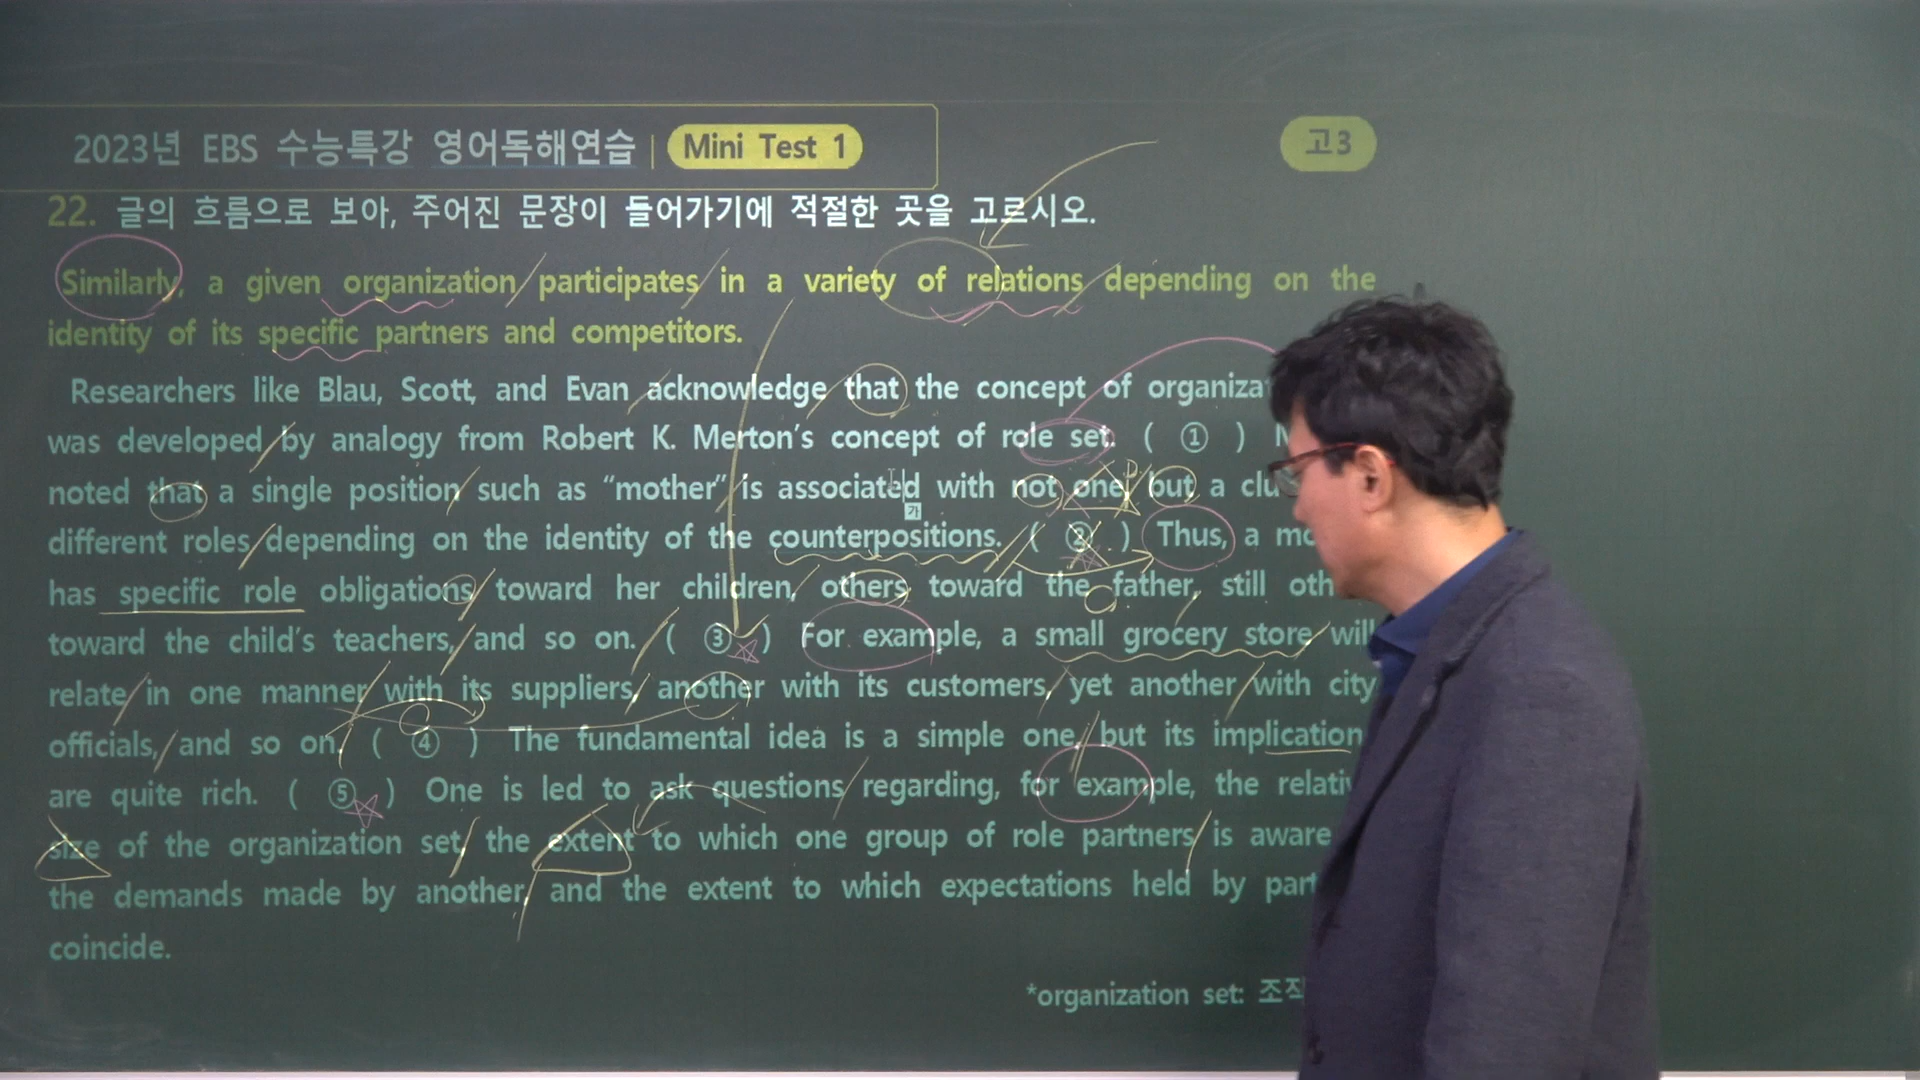 2023년 EBS 수능특강 영어독해연습 | Mini Test 1
고3
22. 글의 흐름으로 보아, 주어진 문장이 들어가기에 적절한 곳을 고르시오.
Similarly, a given organization participates in a variety of relations depending on the
identity of its specific partners and competitors.
Researchers like Blau, Scott, and Evan acknowledge that the concept of
was developed by analogy from Robert K. Merton's concept of role set. ( ① )
noted that a single position such as "mother" is associated with not one, but a
different roles depending on the identity of the counterpositions. ( ② ) Thus, a
has specific role obligations toward her children, others toward the father, still
toward the child's teachers, and so on. ( ③ ) For example, a small grocery store will
relate in one manner with its suppliers, another with its customers, yet another with city
officials, and so on. ( ④ ) The fundamental idea is a simple one, but its implication
are quite rich. ( ⑤ ) One is led to ask questions regarding, for example, the
size of the organization set, the extent to which one group of role partners is aware
the demands made by another, and the extent to which expectations held by
coincide.
*organization set: